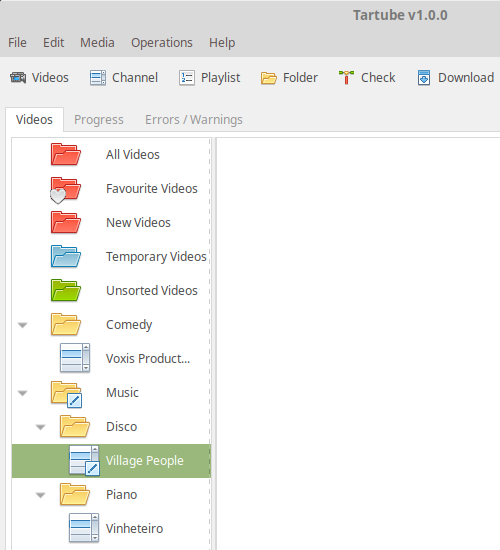 Tartube v1.0.0
File Edit Media Operations Help
Videos Channel Playlist Folder Check Download
Videos Progress Errors / Warnings
All Videos
Favourite Videos
New Videos
Temporary Videos
Unsorted Videos
Comedy
Voxis Product...
Music
Disco
Village People
Piano
Vinheteiro